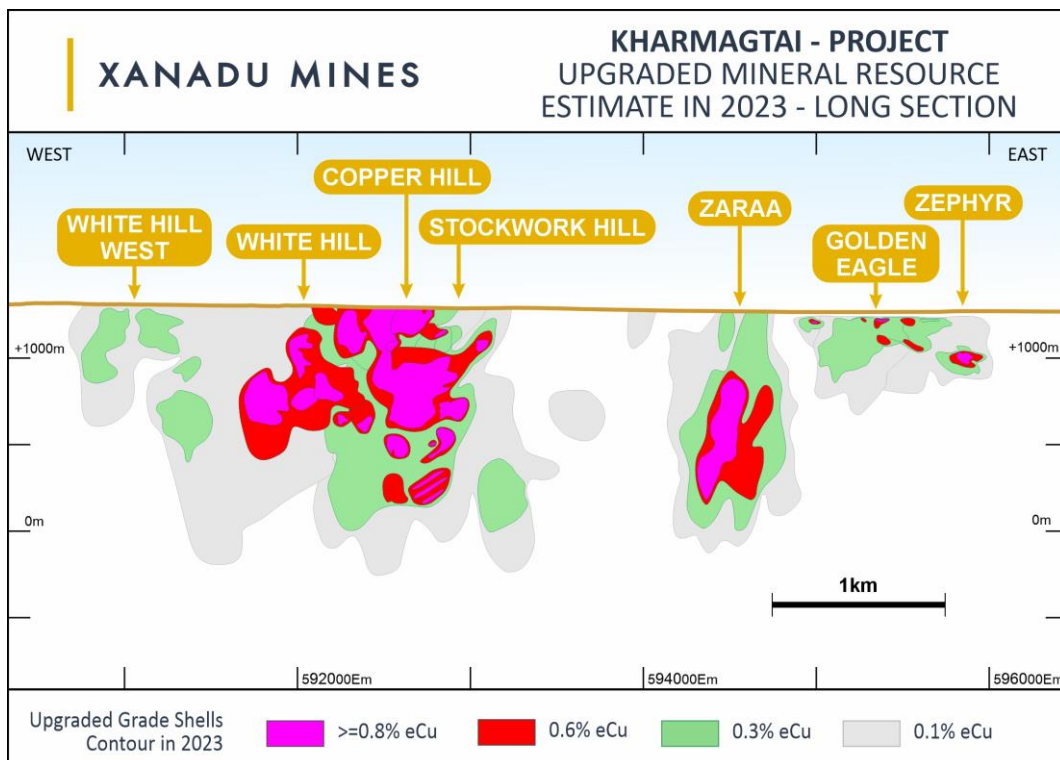 XANADU MINES
KHARMAGTAI - PROJECT
UPGRADED MINERAL RESOURCE
ESTIMATE IN 2023 - LONG SECTION
WEST
EAST
COPPER HILL
WHITE HILL
WEST
WHITE HILL
STOCKWORK HILL
ZARAA
GOLDEN
EAGLE
ZEPHYR
+1000m
+1000m
0m
0m
1km
592000Em
594000Em
596000Em
Upgraded Grade Shells
Contour in 2023
>=0.8% eCu
0.6% eCu
0.3% eCu
0.1% eCu